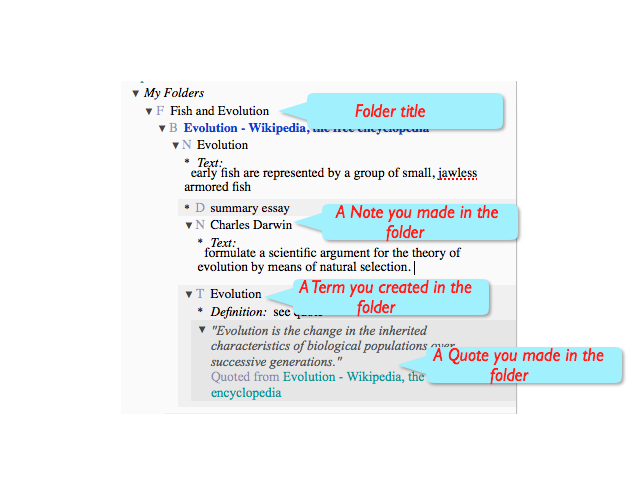 My Folders
F Fish and Evolution
Folder title
B Evolution - Wikipedia, the free encyclopedia
N Evolution
* Text:
early fish are represented by a group of small, jawless
armored fish
* D summary essay
A Note you made in the
folder
N Charles Darwin
* Text:
formulate a scientific argument for the theory of
evolution by means of natural selection.
A Term you created in the
folder
T Evolution
* Definition: see quote
"Evolution is the change in the inherited
characteristics of biological populations over
successive generations."
A Quote you made in the
folder
Quoted from Evolution - Wikipedia, the
encyclopedia